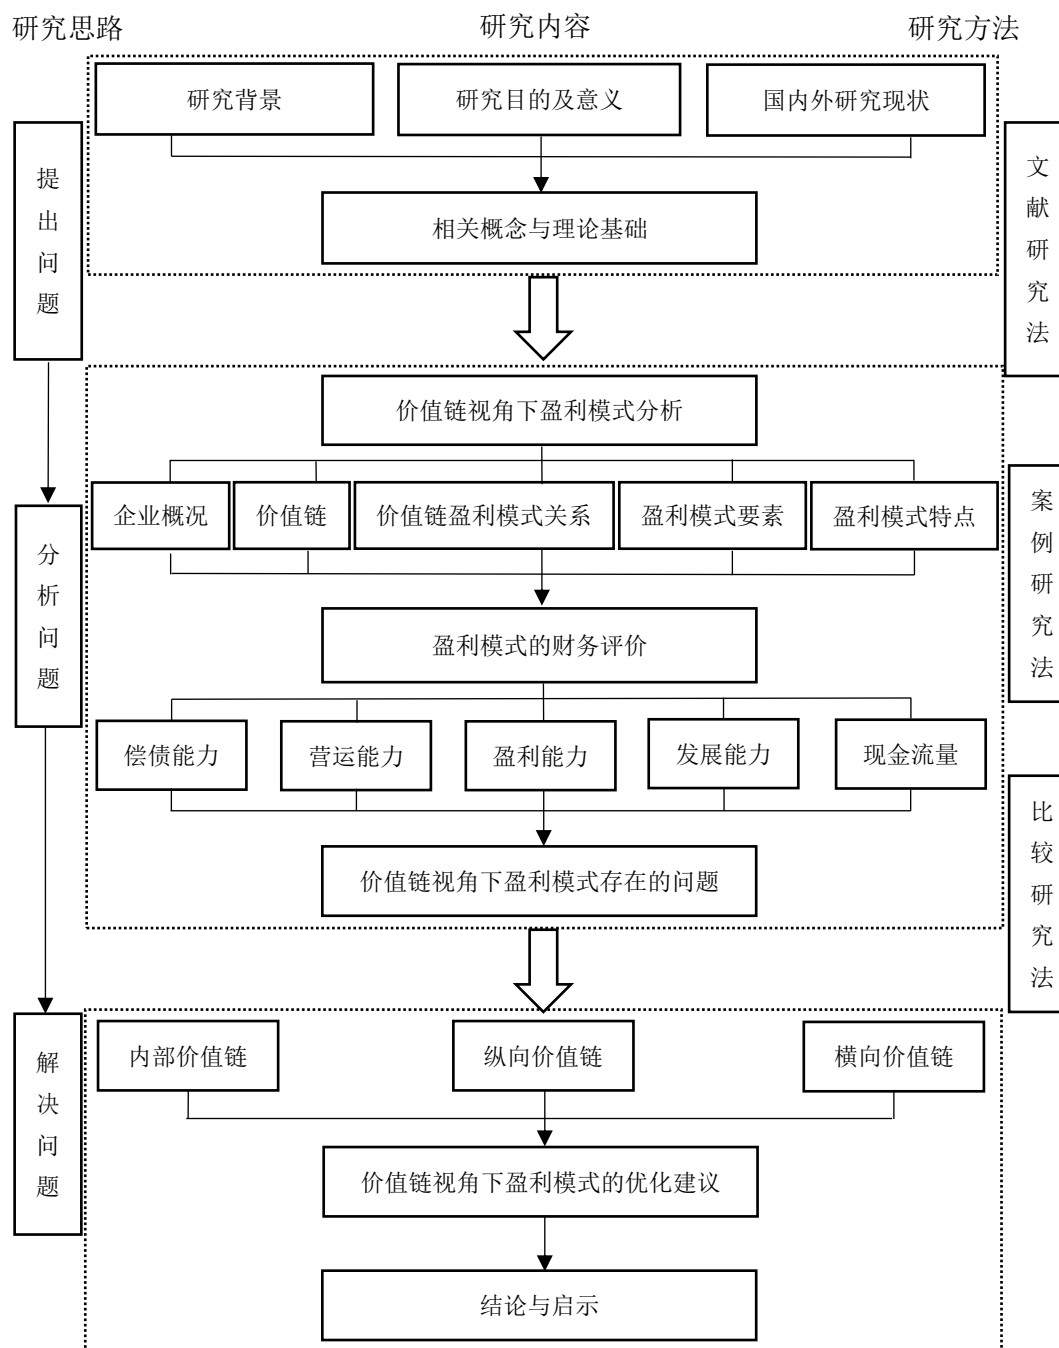 研究思路 研究内容 研究方法
研究背景 研究目的及意义 国内外研究现状
提出问题
文献研究法
相关概念与理论基础
价值链视角下盈利模式分析
企业概况 价值链 价值链盈利模式关系 盈利模式要素 盈利模式特点
分析问题
案例研究法
盈利模式的财务评价
偿债能力 营运能力 盈利能力 发展能力 现金流量
比较研究法
价值链视角下盈利模式存在的问题
解决问题
内部价值链 纵向价值链 横向价值链
价值链视角下盈利模式的优化建议
结论与启示